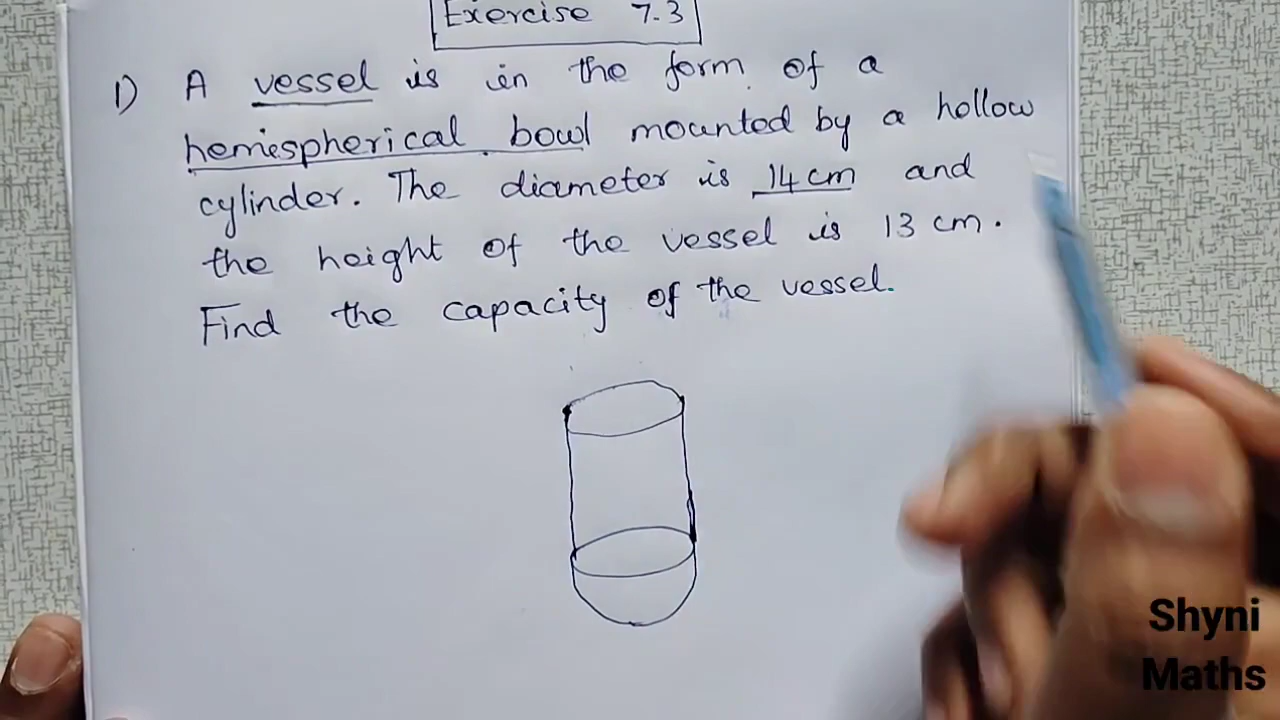 Exercise 7.3
1) A vessel is in the form of a
hemispherical bowl mounted by a hollow
cylinder. The diameter is 14 cm and
the height of the vessel is 13 cm.
Find the capacity of the vessel.
Shyni
Maths